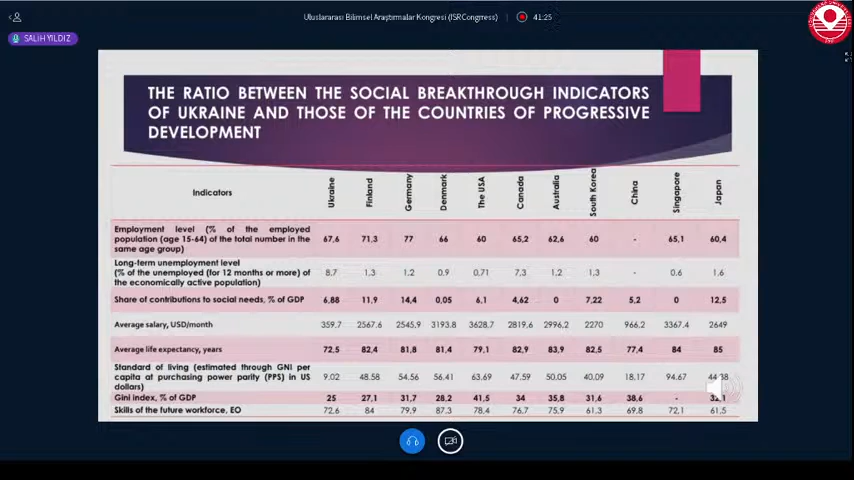 Uluslararası Bilimsel Araştırmalar Kongresi (ISRCongrress)
41:25
SALIH YILDIZ
THE RATIO BETWEEN THE SOCIAL BREAKTHROUGH INDICATORS
OF UKRAINE AND THOSE OF THE COUNTRIES OF PROGRESSIVE
DEVELOPMENT
Indicators Ukraine Finland Germany Denmark The USA Canada Australia South Korea China Singapore Japan
Employment level (% of the employed
population (age 15-64) of the total number in the
same age group)
67,6 71,3 77 66 60 65,2 62,6 60 - 65,1 60,4
Long-term unemployment level
(% of the unemployed (for 12 months or more) of
the economically active population)
8,7 1,3 1.2 0.9 0,71 7,3 1,2 1,3 - 0.6 1.6
Share of contributions to social needs, % of GDP 6,88 11,9 14,4 0,05 6,1 4,62 0 7,22 5,2 0 12,5
Average salary, USD/month 359,7 2567.6 2545,9 3193.8 3628,7 2819,6 2996,2 2270 966,2 3367.4 2649
Average life expectancy, years 72,5 82,4 81,8 81,4 79,1 82,9 83,9 82,5 77,4 84 85
Standard of living (estimated through GNI per
capita at purchasing power parity (PPS) in US
dollars)
9.02 48.58 54.56 56.41 63.69 47.59 50.05 40.09 18.17 94.67
Gini index, % of GDP 25 27,1 31,7 28,2 41,5 34 35,8 31,6 38,6 -
Skills of the future workforce, EO 72.6 84 79,9 87.3 78,4 76,7 75,9 61.3 69.8 72,1 61,5